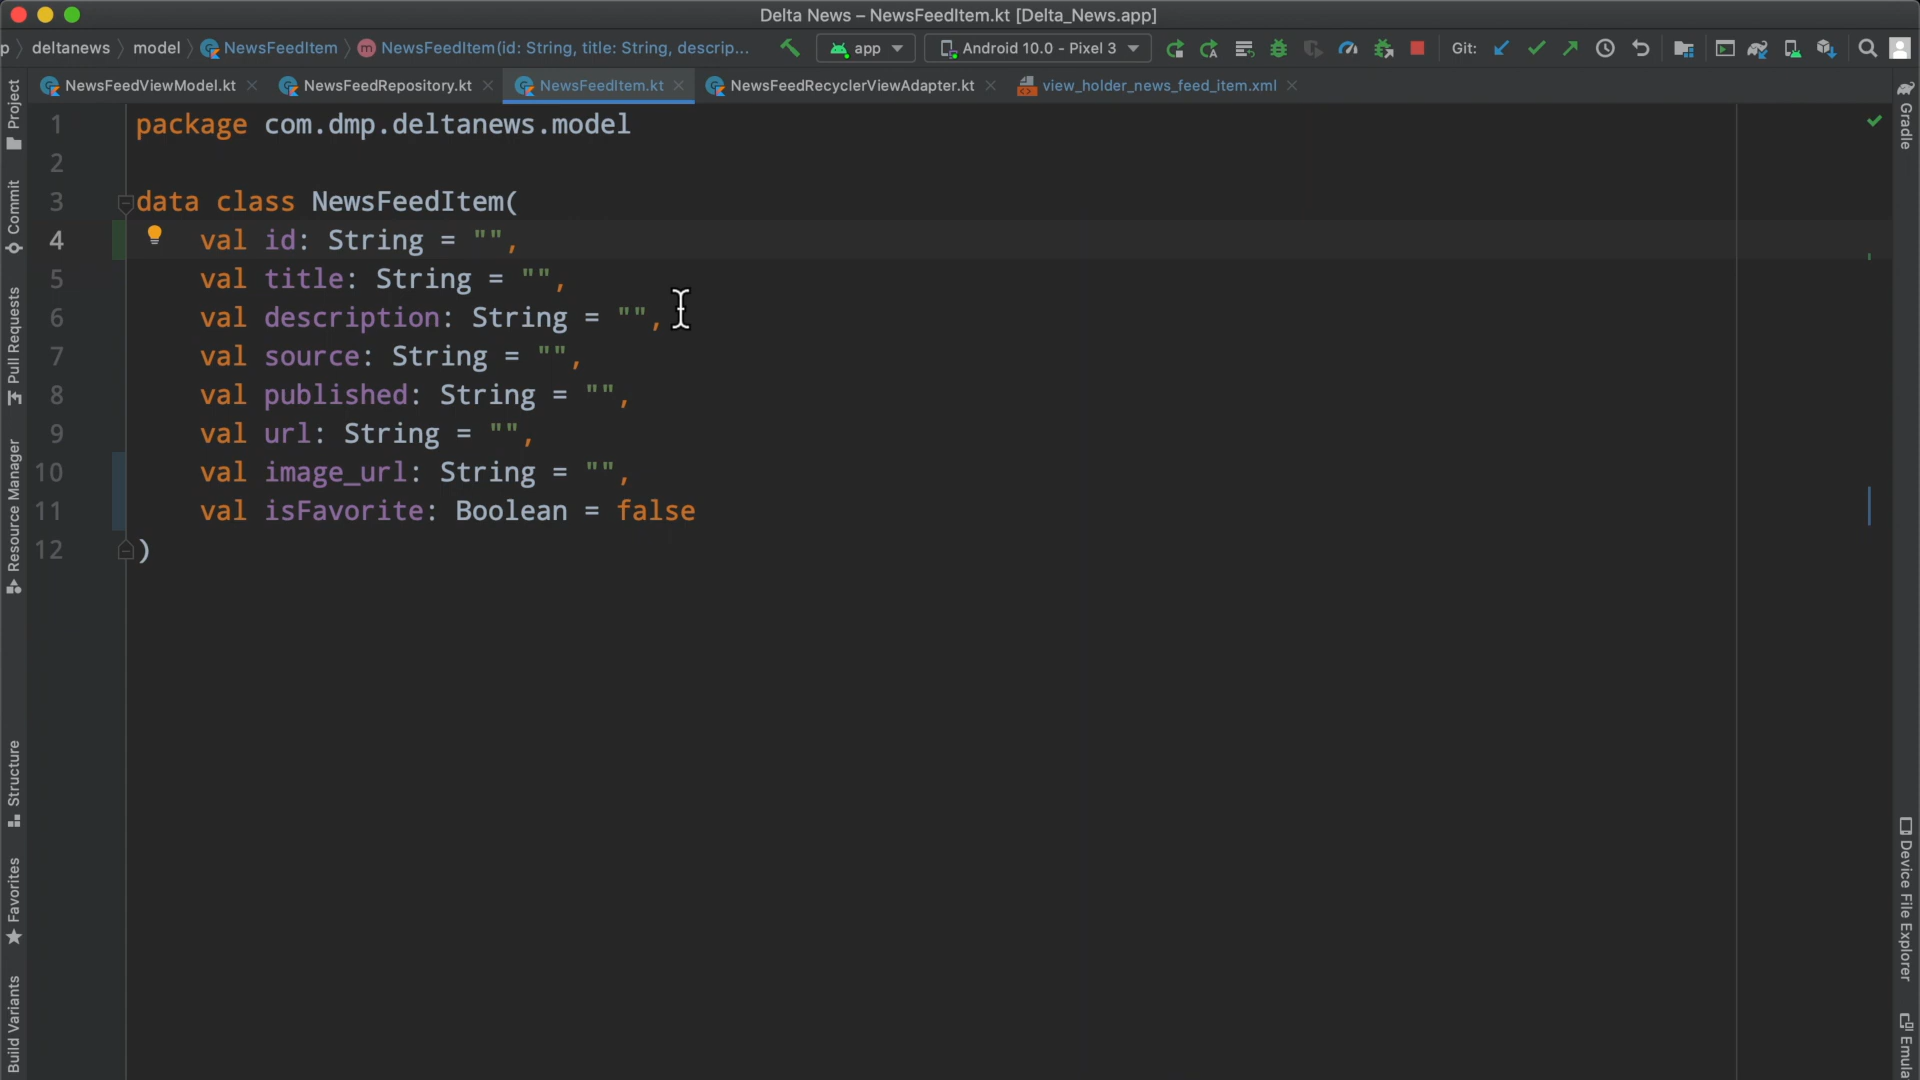 Delta News – NewsFeedItem.kt [Delta_News.app]
p deltanews model NewsFeedItem NewsFeedItem(id: String, title: String, descrip... app Android 10.0 - Pixel 3 Git:
NewsFeedViewModel.kt NewsFeedRepository.kt NewsFeedItem.kt NewsFeedRecyclerViewAdapter.kt view_holder_news_feed_item.xml
1 package com.dmp.deltanews.model
2
3 data class NewsFeedItem(
4 val id: String = "",
5 val title: String = "",
6 val description: String = "",
7 val source: String = "",
8 val published: String = "",
9 val url: String = "",
10 val image_url: String = "",
11 val isFavorite: Boolean = false
12 )
Project
Commit
Pull Requests
Resource Manager
Structure
Favorites
Build Variants
Gradle
Device File Explorer
Emula